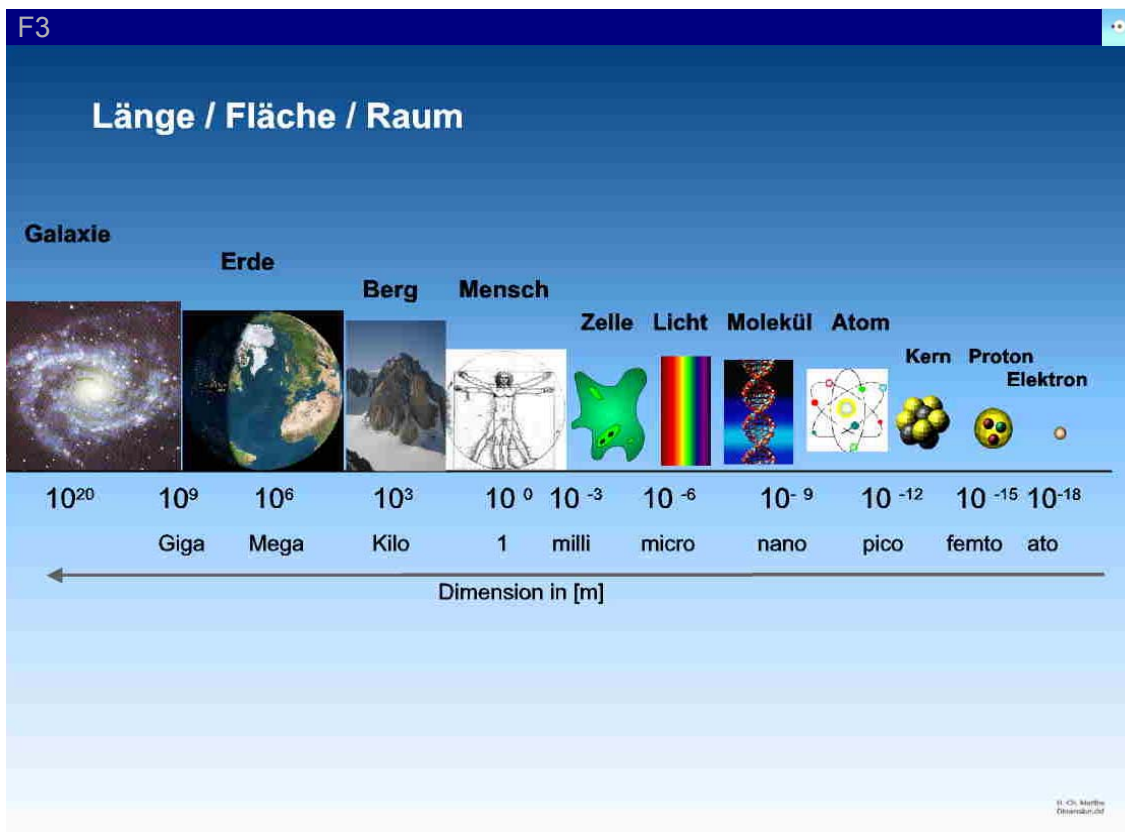 F3
Länge / Fläche / Raum
Galaxie
Erde
Berg Mensch
Zelle Licht Molekül Atom
Kern Proton
Elektron
10²⁰ 10⁹ 10⁶ 10³ 10 ⁰ 10 ⁻³ 10 ⁻⁶ 10⁻ ⁹ 10 ⁻¹² 10 ⁻¹⁵ 10⁻¹⁸
Giga Mega Kilo 1 milli micro nano pico femto ato
Dimension in [m]